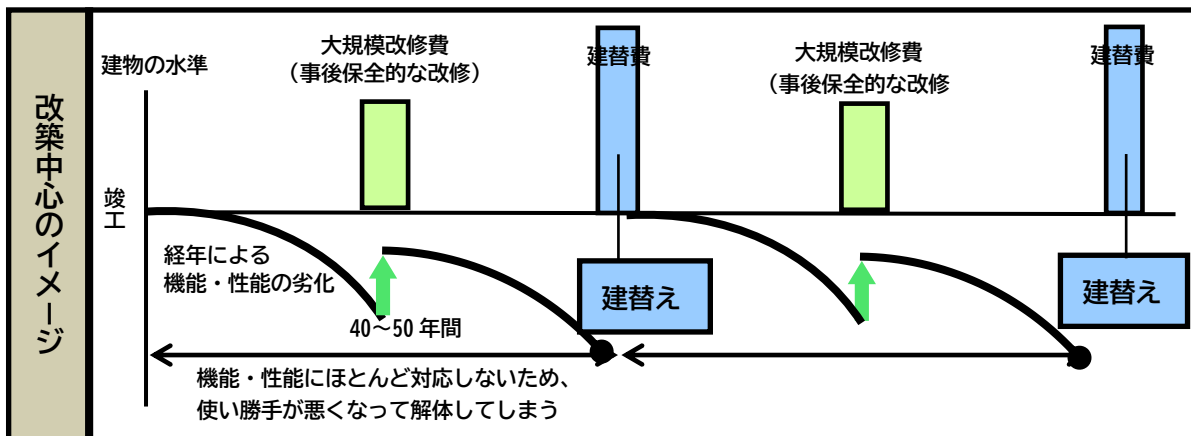 改築中心のイメージ
建物の水準
大規模改修費
（事後保全的な改修）
建替費
大規模改修費
（事後保全的な改修
建替費
竣工
経年による
機能・性能の劣化
建替え
建替え
40～50 年間
機能・性能にほとんど対応しないため、
使い勝手が悪くなって解体してしまう